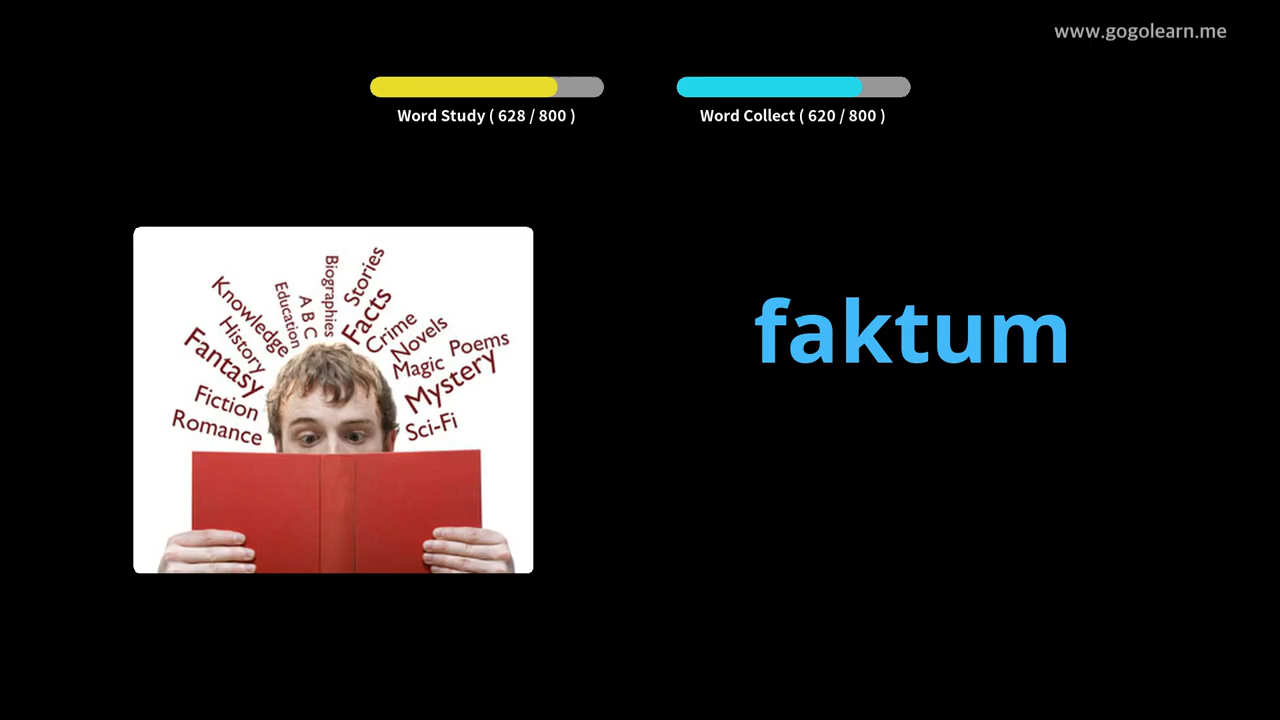 www.gogolearn.me
Word Study ( 628 / 800 )
Word Collect ( 620 / 800 )
Biographies
Stories
Education
A B C
Facts
Knowledge
History
Crime
Novels
Poems
Fantasy
Magic
Mystery
Fiction
Romance
Sci-Fi
faktum